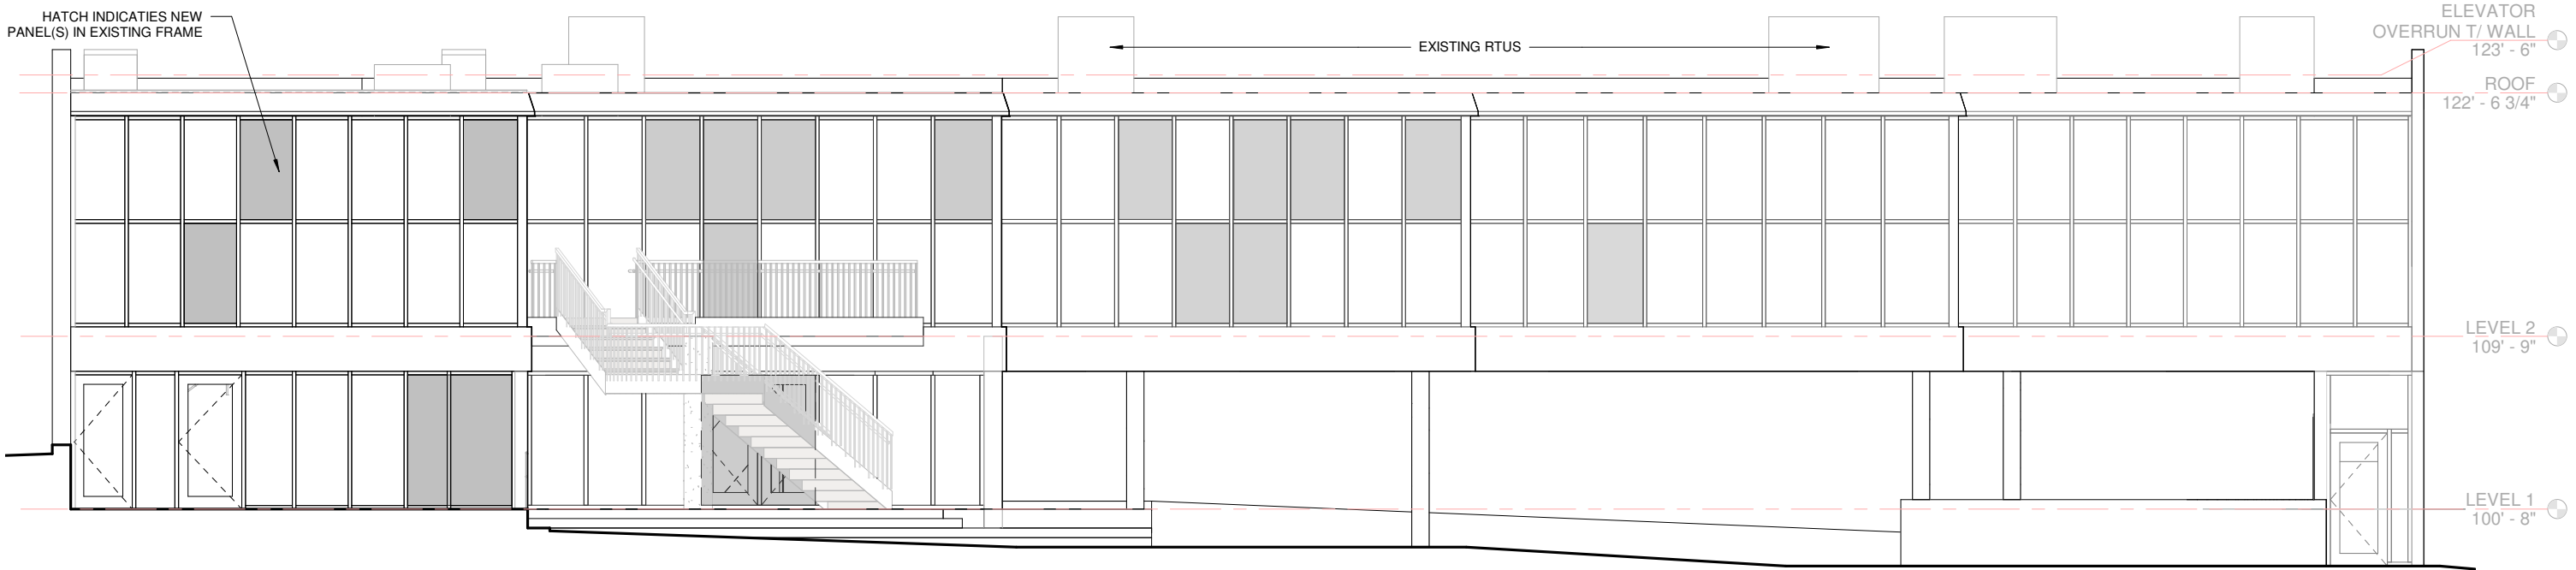 HATCH INDICATIES NEW
PANEL(S) IN EXISTING FRAME
EXISTING RTUS
ELEVATOR
OVERRUN T/ WALL
123' - 6"
ROOF
122' - 6 3/4"
LEVEL 2
109' - 9"
LEVEL 1
100' - 8"